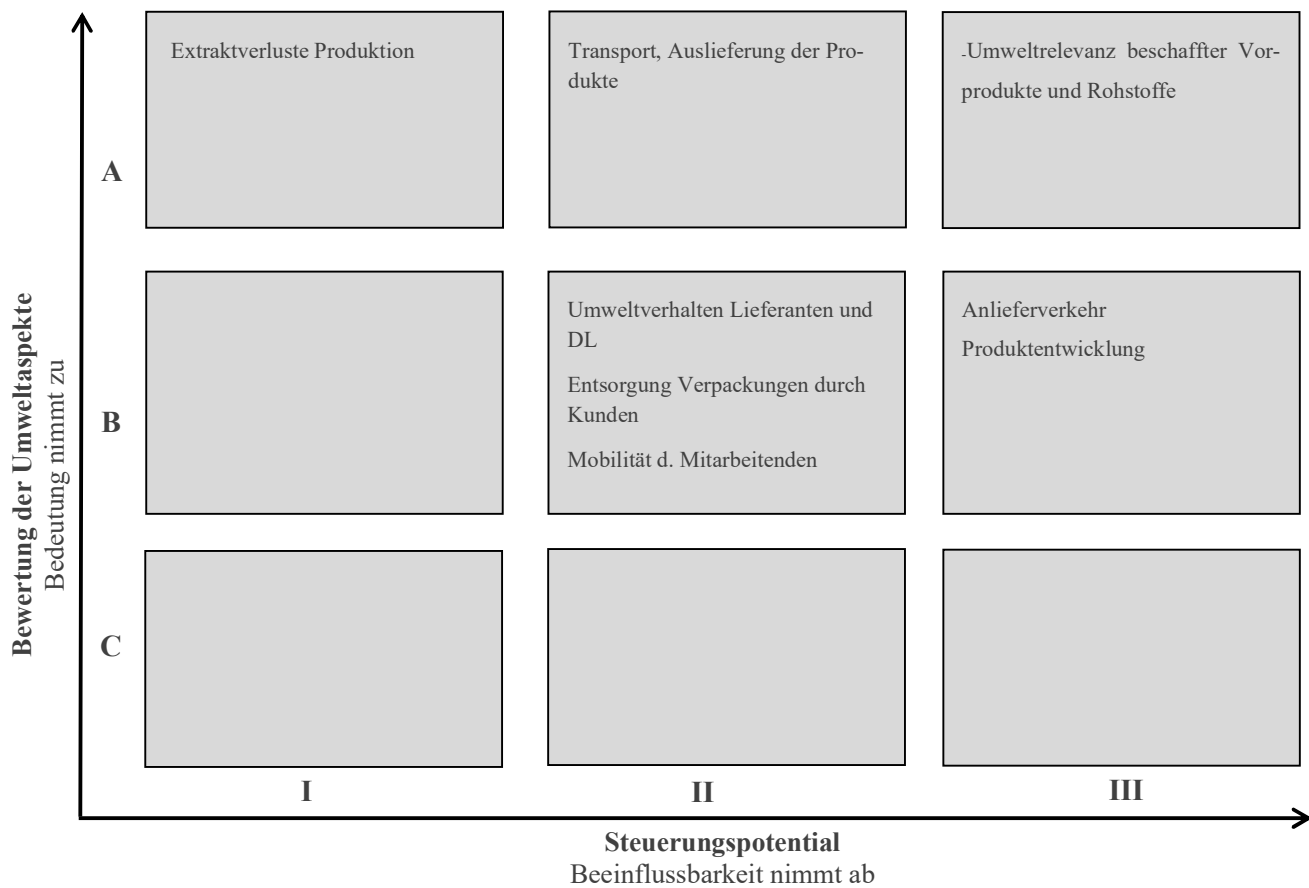 Extraktverluste Produktion
Transport, Auslieferung der Pro-
dukte
-Umweltrelevanz beschaffter Vor-
produkte und Rohstoffe
A
Umweltverhalten Lieferanten und
DL
Entsorgung Verpackungen durch
Kunden
Mobilität d. Mitarbeitenden
Anlieferverkehr
Produktentwicklung
B
Bewertung der Umweltaspekte
Bedeutung nimmt zu
C
I
II
III
Steuerungspotential
Beeinflussbarkeit nimmt ab